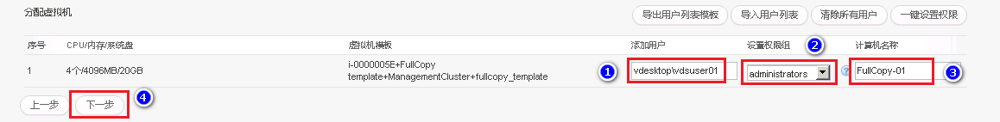 分配虚拟机
导出用户列表模板 导入用户列表 清除所有用户 一键设置权限
序号 CPU/内存/系统盘 虚拟机模板 添加用户 设置权限组 2 计算机名称
1 4个/4096MB/20GB i-0000005E+FullCopy
template+ManagementCluster+fullcopy_template 1 vdesktop\vdsuser01 administrators ? FullCopy-01 3
上一步 下一步 4